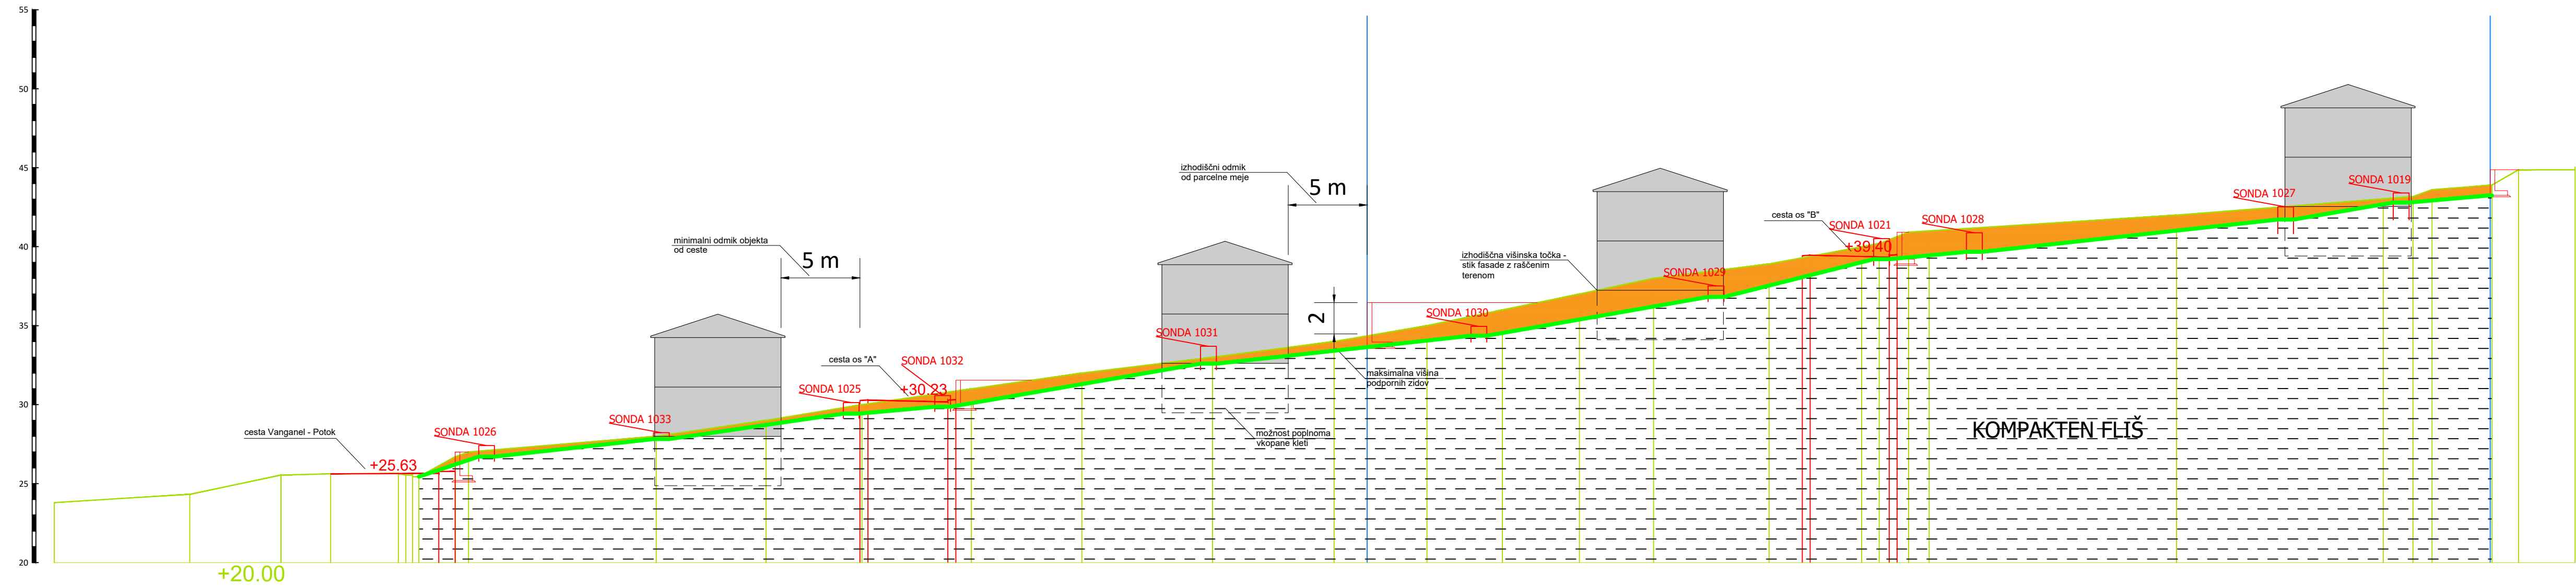 55
50
45
40
35
30
25
20
+20.00
cesta Vanganel - Potok
+25.63
SONDA 1026
SONDA 1033
minimalni odmik objekta
od ceste
5 m
SONDA 1025
cesta os "A"
SONDA 1032
+30.23
SONDA 1031
izhodiščni odmik
od parcelne meje
5 m
možnost poplnoma
vkopane kleti
2
maksimalna višina
podpornih zidov
SONDA 1030
izhodiščna višinska točka -
stik fasade z raščenim
terenom
SONDA 1029
cesta os "B"
SONDA 1021
+39.40
SONDA 1028
KOMPAKTEN FLIŠ
SONDA 1027
SONDA 1019